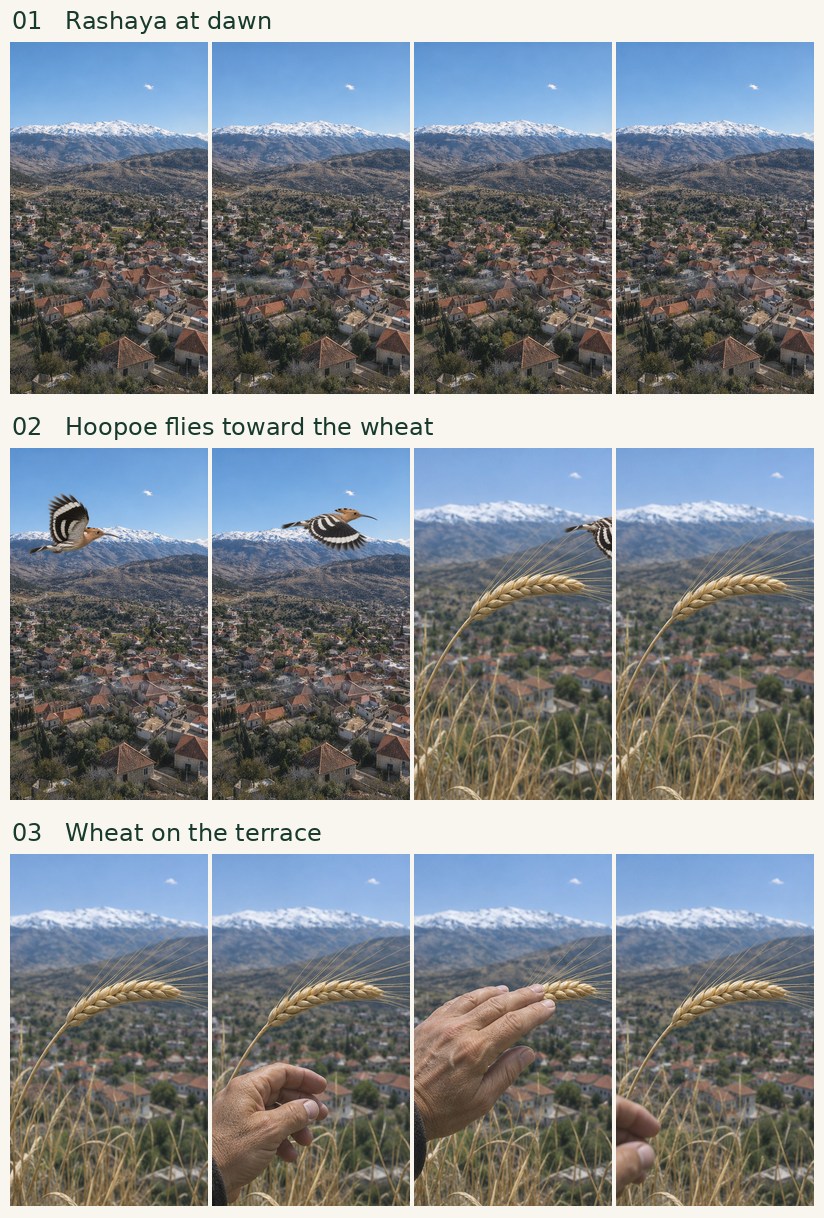 01 Rashaya at dawn
02 Hoopoe flies toward the wheat
03 Wheat on the terrace